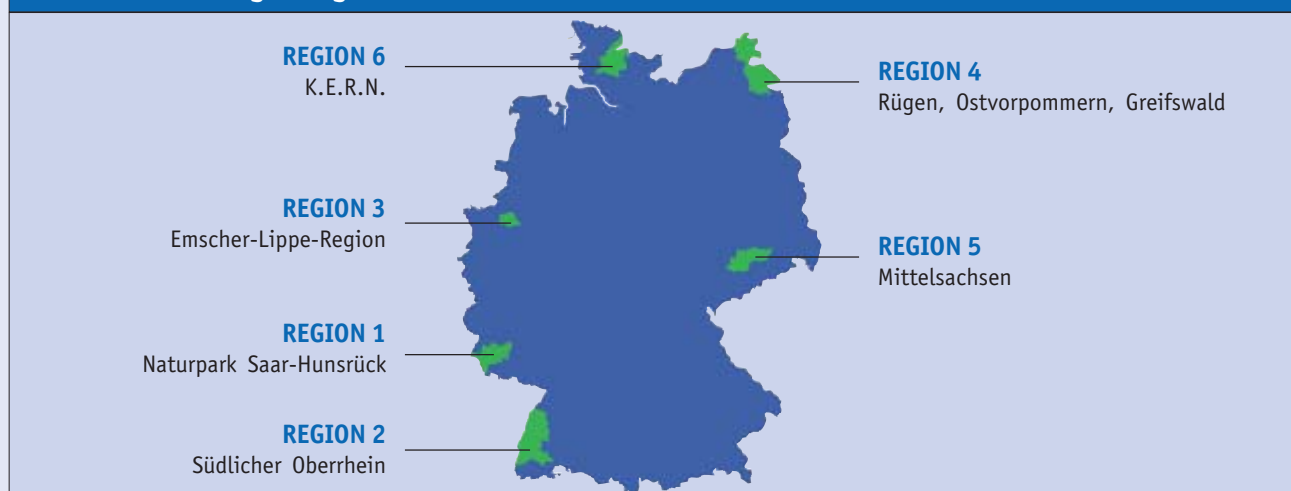 REGION 6
K.E.R.N.
REGION 4
Rügen, Ostvorpommern, Greifswald
REGION 3
Emscher-Lippe-Region
REGION 5
Mittelsachsen
REGION 1
Naturpark Saar-Hunsrück
REGION 2
Südlicher Oberrhein